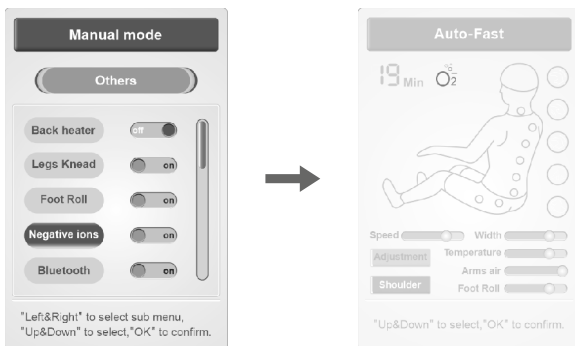 Manual mode
Others
Back heater off
Legs Knead on
Foot Roll on
Negative ions on
Bluetooth on
"Left&Right" to select sub menu,
"Up&Down" to select,"OK" to confirm.
Auto-Fast
19 Min O2
Speed Width
Adjustment Temperature
Arms air
Shoulder Foot Roll
"Up&Down" to select,"OK" to confirm.